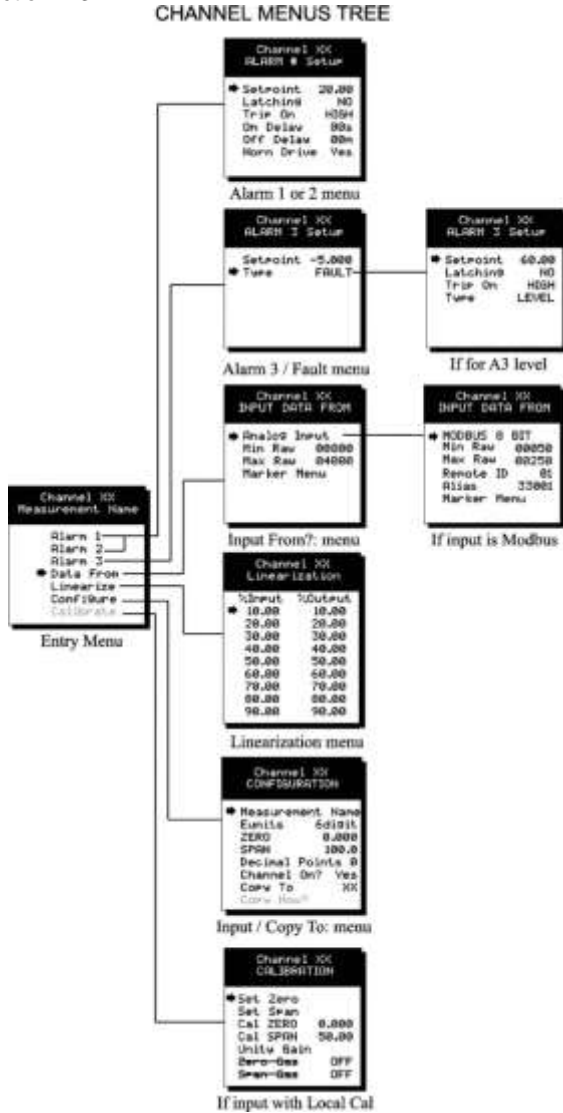 CHANNEL MENUS TREE
Channel XX
ALARM # Setup
Setpoint 20.00
Latching NO
Trip On HIGH
On Delay 00s
Off Delay 00m
Horn Drive Yes
Alarm 1 or 2 menu
Channel XX
ALARM 3 Setup
Setpoint -5.000
Type FAULT
Alarm 3 / Fault menu
Channel XX
ALARM 3 Setup
Setpoint 60.00
Latching NO
Trip On HIGH
Type LEVEL
If for A3 level
Channel XX
INPUT DATA FROM
Analog Input
Min Raw 00800
Max Raw 04000
Marker Menu
Input From?: menu
Channel XX
INPUT DATA FROM
MODBUS 8 BIT
Min Raw 00050
Max Raw 00250
Remote ID 01
Alias 33001
Marker Menu
If input is Modbus
Channel XX
Measurement Name
Alarm 1
Alarm 2
Alarm 3
Data From
Linearize
Configure
Calibrate
Entry Menu
Channel XX
Linearization
%Input %Output
10.00 10.00
20.00 20.00
30.00 30.00
40.00 40.00
50.00 50.00
60.00 60.00
70.00 70.00
80.00 80.00
90.00 90.00
Linearization menu
Channel XX
CONFIGURATION
Measurement Name
Eunits 6digit
ZERO 0.000
SPAN 100.0
Decimal Points 0
Channel On? Yes
Copy To XX
Copy Now?
Input / Copy To: menu
Channel XX
CALIBRATION
Set Zero
Set Span
Cal ZERO 0.000
Cal SPAN 50.00
Unity Gain
Zero Gas OFF
Span Gas OFF
If input with Local Cal